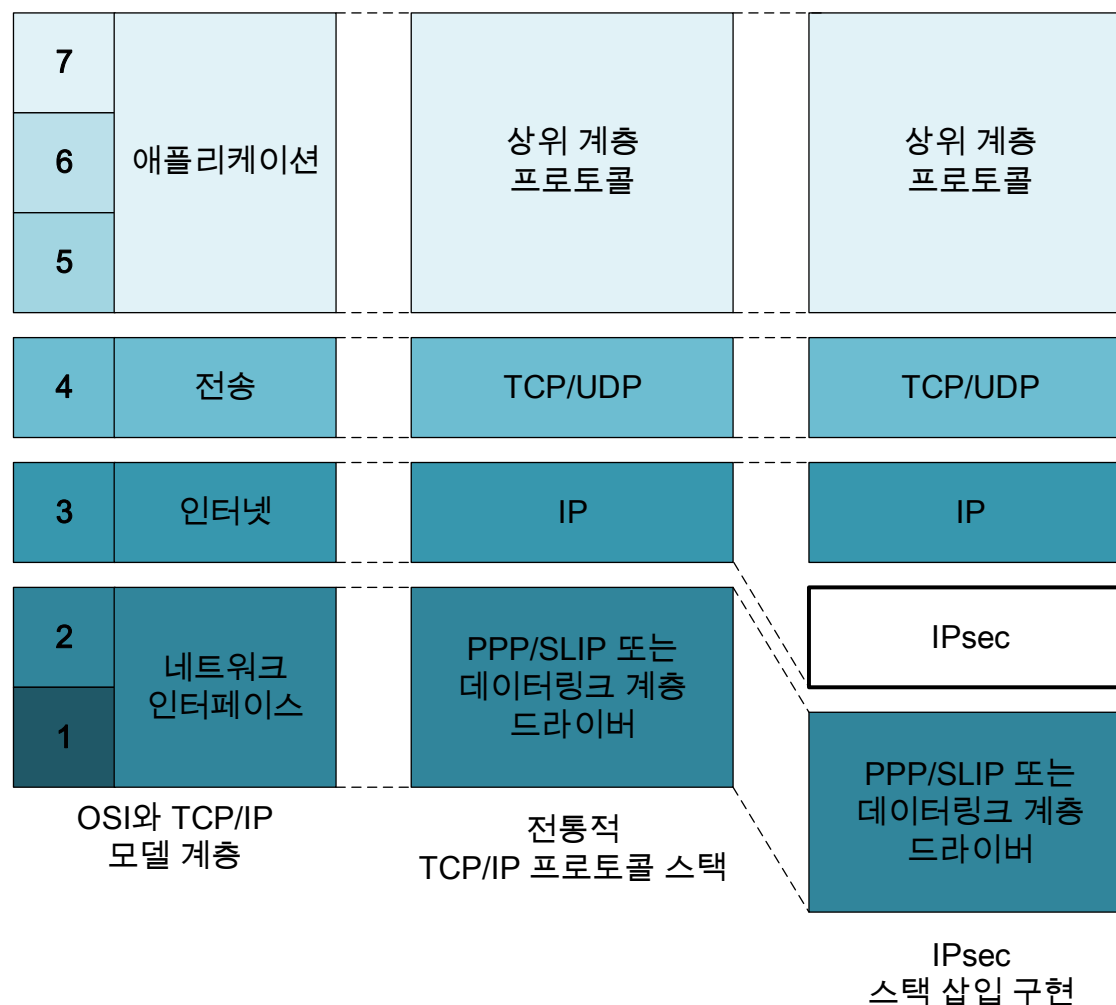 7
6
5
애플리케이션
상위 계층
프로토콜
상위 계층
프로토콜
4
전송
TCP/UDP
TCP/UDP
3
인터넷
IP
IP
2
1
네트워크
인터페이스
PPP/SLIP 또는
데이터링크 계층
드라이버
IPsec
PPP/SLIP 또는
데이터링크 계층
드라이버
OSI와 TCP/IP
모델 계층
전통적
TCP/IP 프로토콜 스택
IPsec
스택 삽입 구현